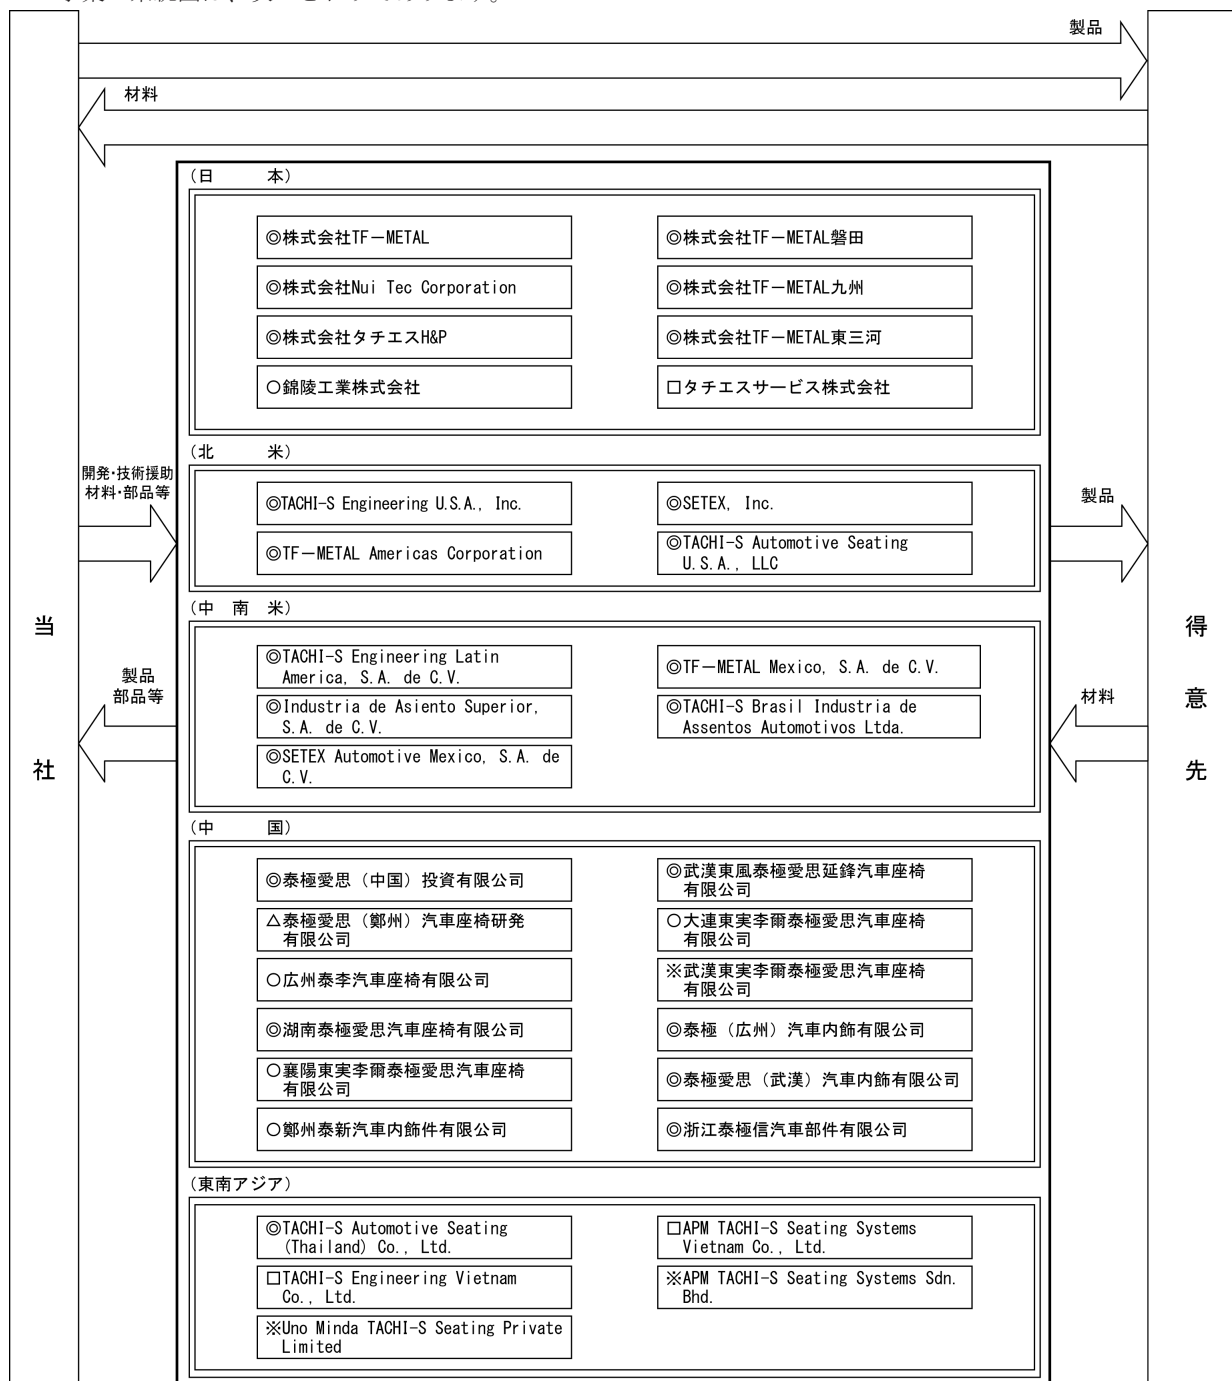 製品
材料
（日　　　本）
◎株式会社TF－METAL
◎株式会社TF－METAL磐田
◎株式会社Nui Tec Corporation
◎株式会社TF－METAL九州
◎株式会社タチエスH&P
◎株式会社TF－METAL東三河
○錦陵工業株式会社
□タチエスサービス株式会社
（北　　　米）
開発・技術援助
材料・部品等
◎TACHI-S Engineering U.S.A., Inc.
◎SETEX, Inc.
◎TF－METAL Americas Corporation
◎TACHI-S Automotive Seating
U.S.A., LLC
製品
（中　南　米）
◎TACHI-S Engineering Latin
America, S.A. de C.V.
◎TF－METAL Mexico, S.A. de C.V.
◎Industria de Asiento Superior,
S.A. de C.V.
◎TACHI-S Brasil Industria de
Assentos Automotivos Ltda.
◎SETEX Automotive Mexico, S.A. de
C.V.
製品
部品等
材料
当
社
得
意
先
（中　　　国）
◎泰極愛思（中国）投資有限公司
◎武漢東風泰極愛思延鋒汽車座椅
有限公司
△泰極愛思（鄭州）汽車座椅研発
有限公司
○大連東実李爾泰極愛思汽車座椅
有限公司
○広州泰李汽車座椅有限公司
※武漢東実李爾泰極愛思汽車座椅
有限公司
◎湖南泰極愛思汽車座椅有限公司
◎泰極（広州）汽車内飾有限公司
○襄陽東実李爾泰極愛思汽車座椅
有限公司
◎泰極愛思（武漢）汽車内飾有限公司
○鄭州泰新汽車内飾件有限公司
◎浙江泰極信汽車部件有限公司
（東南アジア）
◎TACHI-S Automotive Seating
(Thailand) Co., Ltd.
□APM TACHI-S Seating Systems
Vietnam Co., Ltd.
□TACHI-S Engineering Vietnam
Co., Ltd.
※APM TACHI-S Seating Systems Sdn.
Bhd.
※Uno Minda TACHI-S Seating Private
Limited